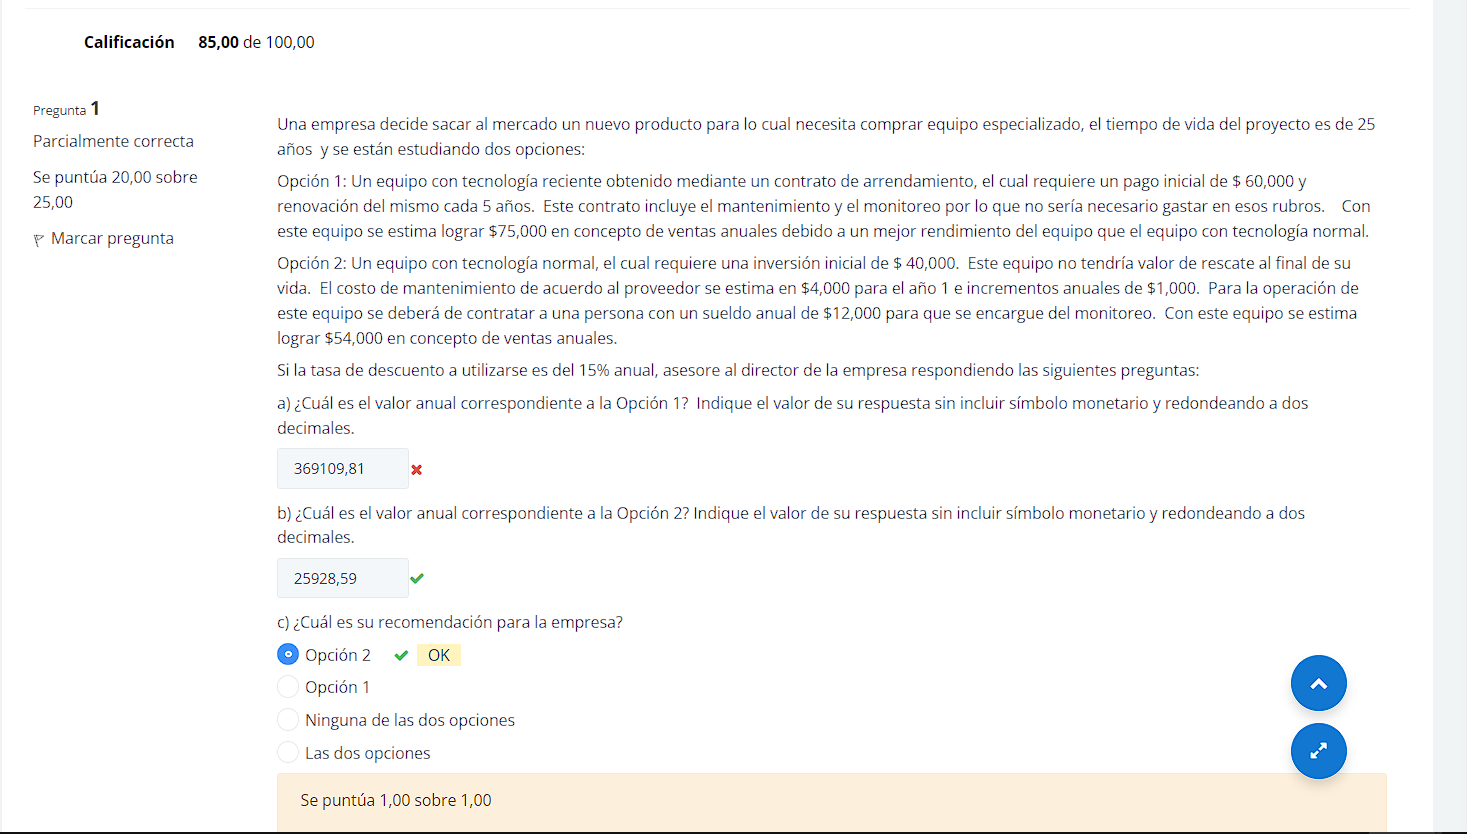 Calificación 85,00 de 100,00
Pregunta 1
Parcialmente correcta
Se puntúa 20,00 sobre
25,00
Marcar pregunta
Una empresa decide sacar al mercado un nuevo producto para lo cual necesita comprar equipo especializado, el tiempo de vida del proyecto es de 25
años y se están estudiando dos opciones:
Opción 1: Un equipo con tecnología reciente obtenido mediante un contrato de arrendamiento, el cual requiere un pago inicial de $ 60,000 y
renovación del mismo cada 5 años. Este contrato incluye el mantenimiento y el monitoreo por lo que no sería necesario gastar en esos rubros. Con
este equipo se estima lograr $75,000 en concepto de ventas anuales debido a un mejor rendimiento del equipo que el equipo con tecnología normal.
Opción 2: Un equipo con tecnología normal, el cual requiere una inversión inicial de $ 40,000. Este equipo no tendría valor de rescate al final de su
vida. El costo de mantenimiento de acuerdo al proveedor se estima en $4,000 para el año 1 e incrementos anuales de $1,000. Para la operación de
este equipo se deberá de contratar a una persona con un sueldo anual de $12,000 para que se encargue del monitoreo. Con este equipo se estima
lograr $54,000 en concepto de ventas anuales.
Si la tasa de descuento a utilizarse es del 15% anual, asesore al director de la empresa respondiendo las siguientes preguntas:
a) ¿Cuál es el valor anual correspondiente a la Opción 1? Indique el valor de su respuesta sin incluir símbolo monetario y redondeando a dos
decimales.
369109,81
b) ¿Cuál es el valor anual correspondiente a la Opción 2? Indique el valor de su respuesta sin incluir símbolo monetario y redondeando a dos
decimales.
25928,59
c) ¿Cuál es su recomendación para la empresa?
Opción 2 OK
Opción 1
Ninguna de las dos opciones
Las dos opciones
Se puntúa 1,00 sobre 1,00